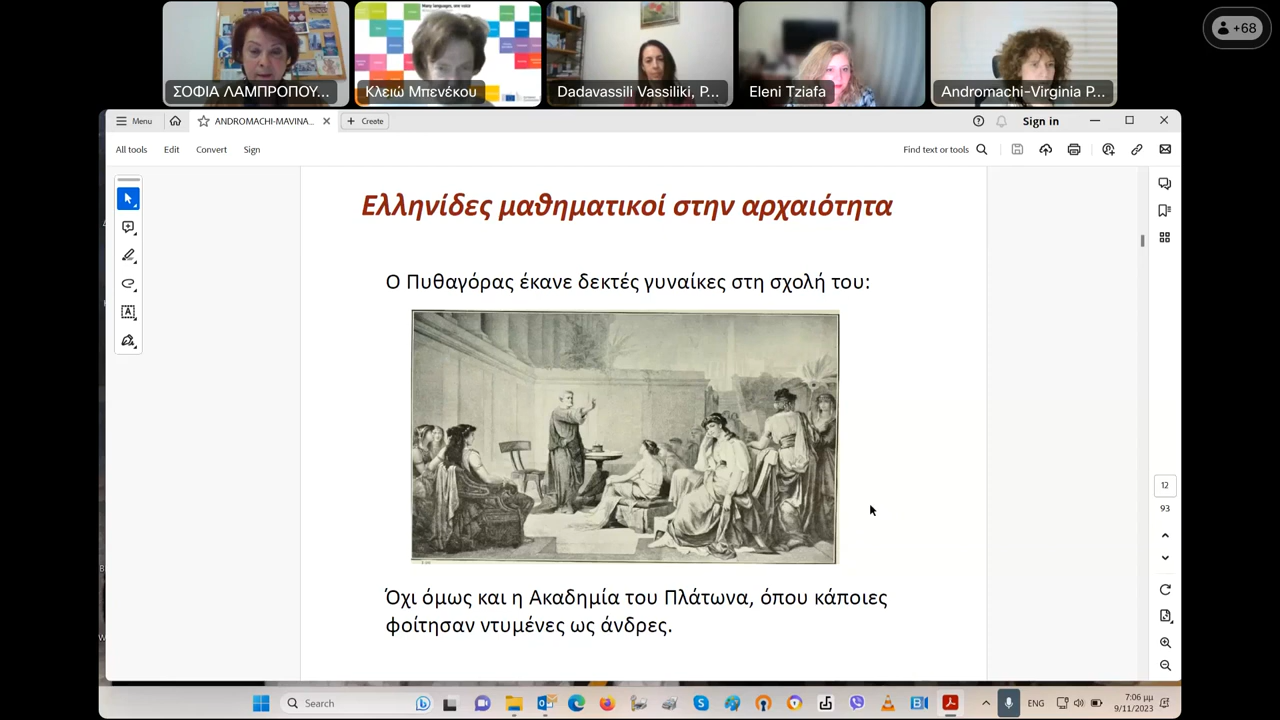 +68
ΣΟΦΙΑ ΛΑΜΠΡΟΠΟΥ...
Κλειώ Μπενέκου
Dadavassili Vassiliki, P...
Eleni Tziafa
Andromachi-Virginia P...
Menu
ANDROMACHI-MAVINA...
Create
Sign in
All tools Edit Convert Sign
Find text or tools
Ελληνίδες μαθηματικοί στην αρχαιότητα
Ο Πυθαγόρας έκανε δεκτές γυναίκες στη σχολή του:
Όχι όμως και η Ακαδημία του Πλάτωνα, όπου κάποιες
φοίτησαν ντυμένες ως άνδρες.
12
93
Search
ENG
7:06 μμ
9/11/2023